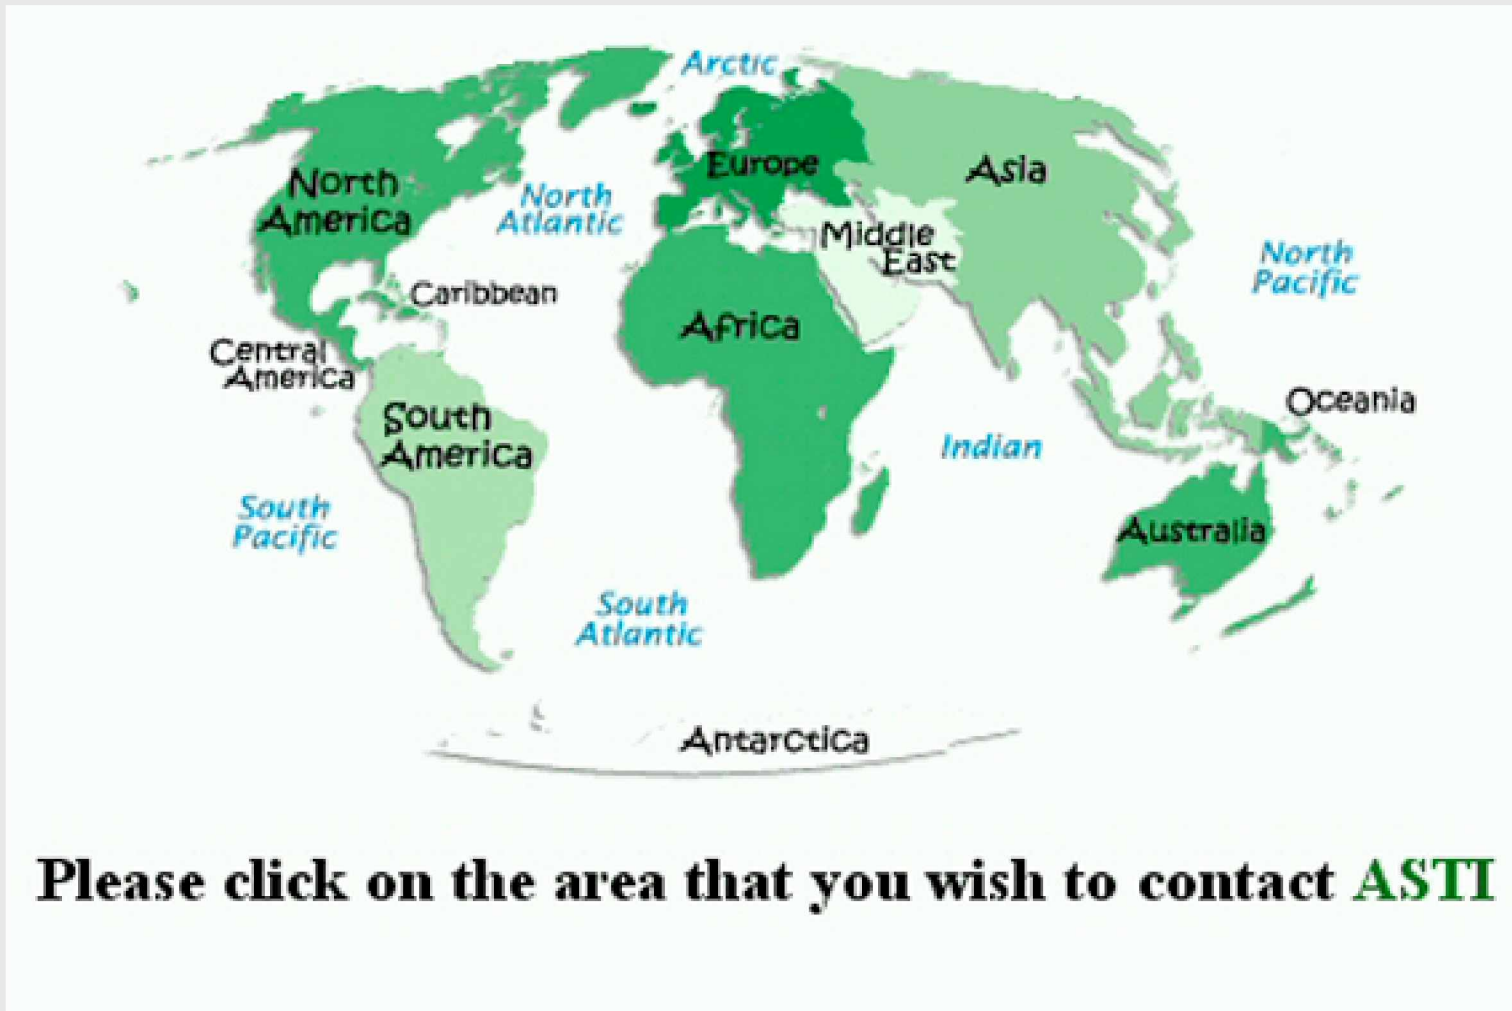 Arctic
Europe
Asia
North
America
North
Atlantic
Middle
East
North
Pacific
Caribbean
Africa
Central
America
South
America
Oceania
Indian
South
Pacific
Australia
South
Atlantic
Antarctica
Please click on the area that you wish to contact ASTI